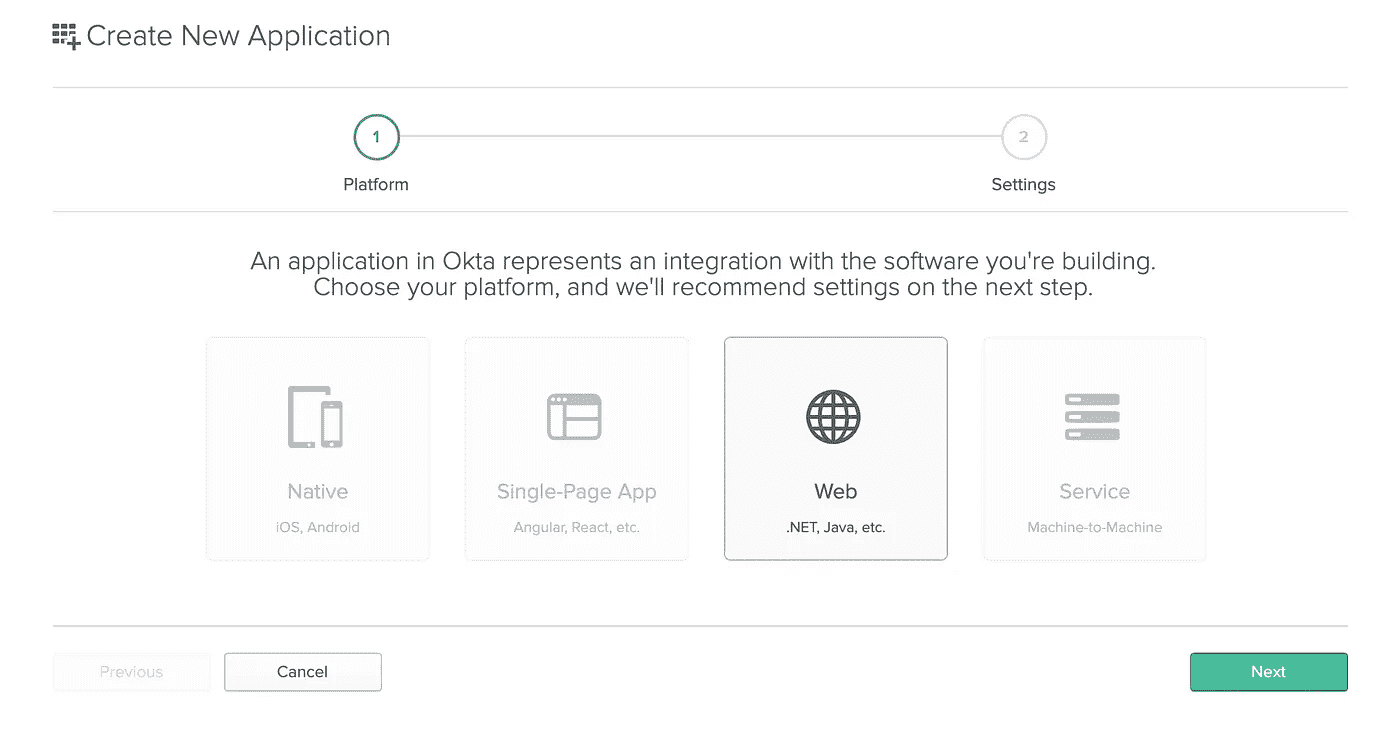 Create New Application
1
2
Platform
Settings
An application in Okta represents an integration with the software you're building.
Choose your platform, and we'll recommend settings on the next step.
Native
iOS, Android
Single-Page App
Angular, React, etc.
Web
.NET, Java, etc.
Service
Machine-to-Machine
Previous
Cancel
Next